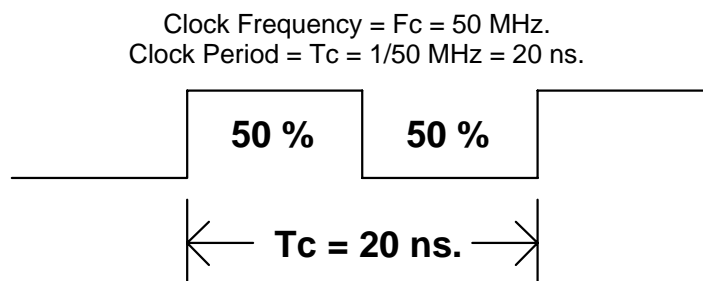 Clock Frequency = Fc = 50 MHz.
Clock Period = Tc = 1/50 MHz = 20 ns.
50 % 50 %
Tc = 20 ns.